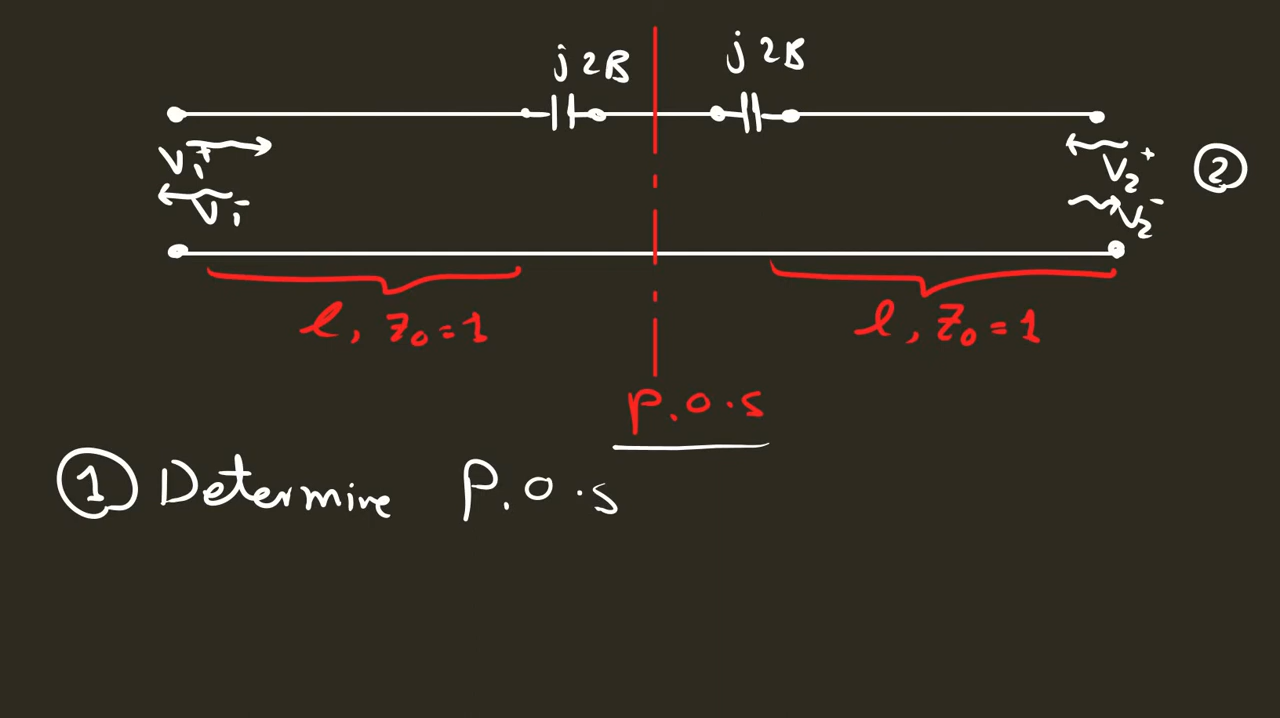 j2B j2B
V₁⁺ V₂⁺ ②
V₁⁻ V₂⁻
l, Z₀=1 l, Z₀=1
P.O.S
① Determine P.O.S